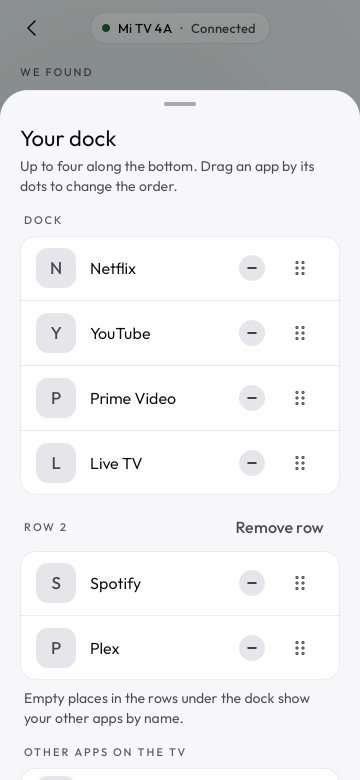 Mi TV 4A · Connected
WE FOUND
Your dock
Up to four along the bottom. Drag an app by its
dots to change the order.
DOCK
N Netflix
Y YouTube
P Prime Video
L Live TV
ROW 2 Remove row
S Spotify
P Plex
Empty places in the rows under the dock show
your other apps by name.
OTHER APPS ON THE TV